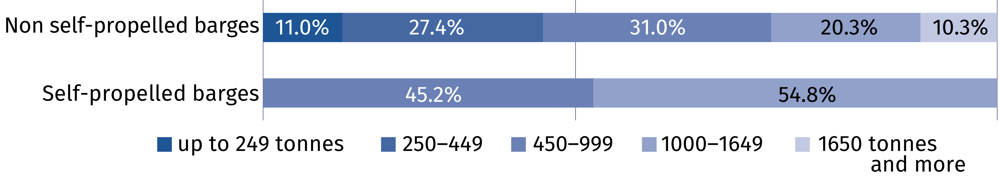 Non self-propelled barges 11.0% 27.4% 31.0% 20.3% 10.3%
Self-propelled barges 45.2% 54.8%
up to 249 tonnes 250–449 450–999 1000–1649 1650 tonnes
and more